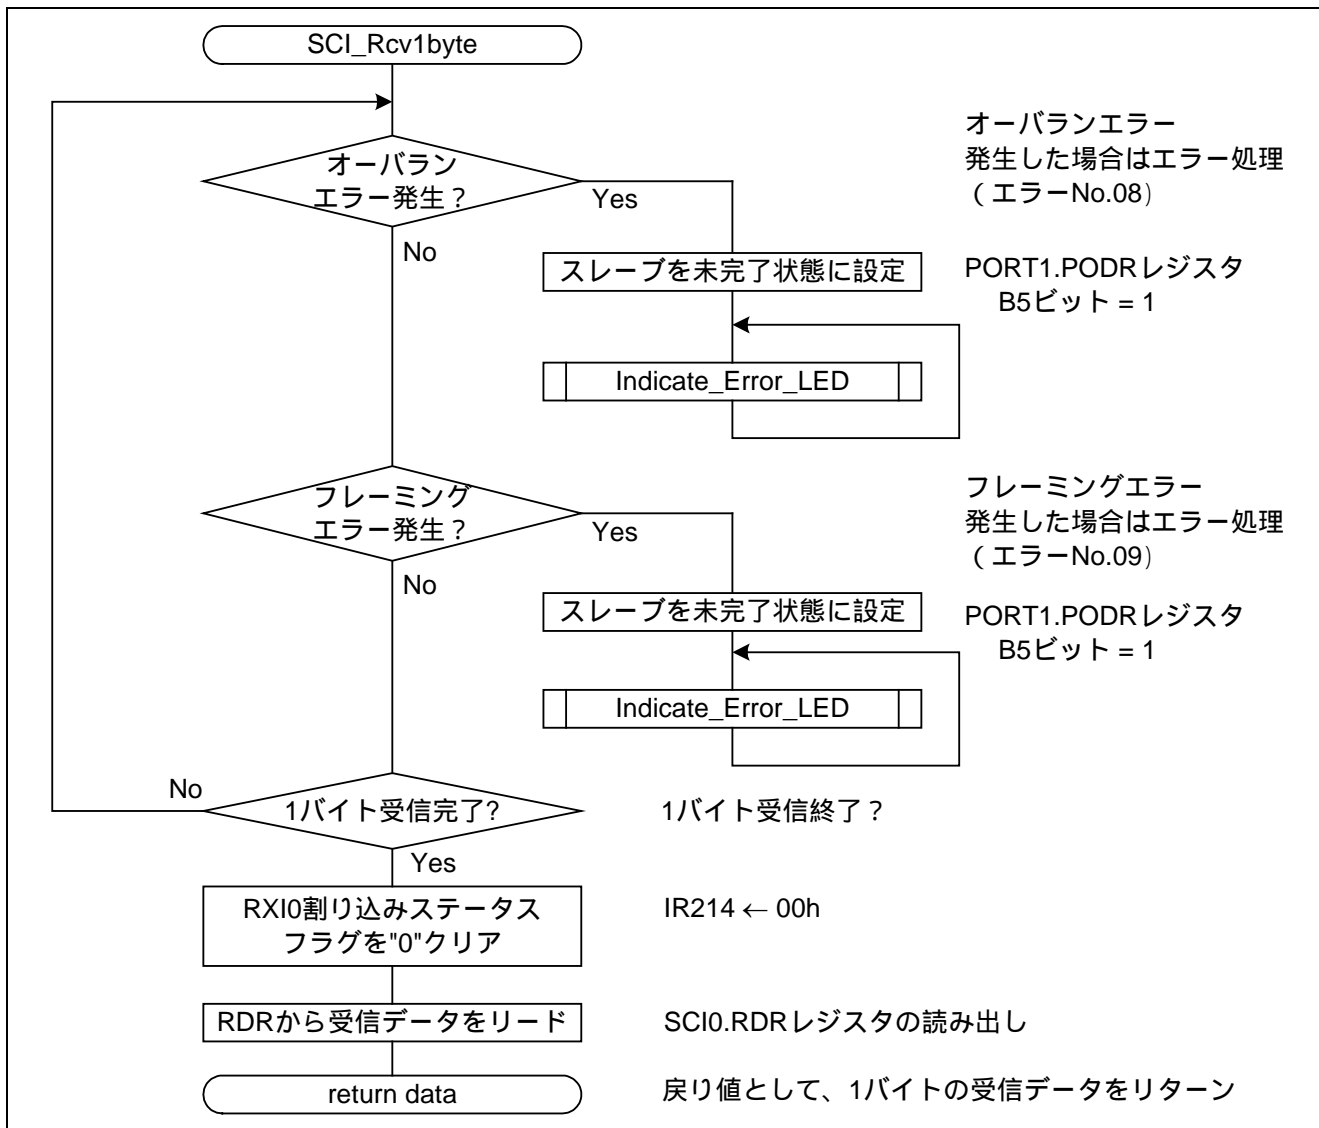 SCI_Rcv1byte
オーバラン
エラー発生？
Yes
No
オーバランエラー
発生した場合はエラー処理
（エラーNo.08）
スレーブを未完了状態に設定
PORT1.PODRレジスタ
B5ビット = 1
Indicate_Error_LED
フレーミング
エラー発生？
Yes
No
フレーミングエラー
発生した場合はエラー処理
（エラーNo.09）
スレーブを未完了状態に設定
PORT1.PODRレジスタ
B5ビット = 1
Indicate_Error_LED
No
1バイト受信完了?
1バイト受信終了？
Yes
RXI0割り込みステータス
フラグを"0"クリア
IR214 ← 00h
RDRから受信データをリード
SCI0.RDRレジスタの読み出し
return data
戻り値として、1バイトの受信データをリターン